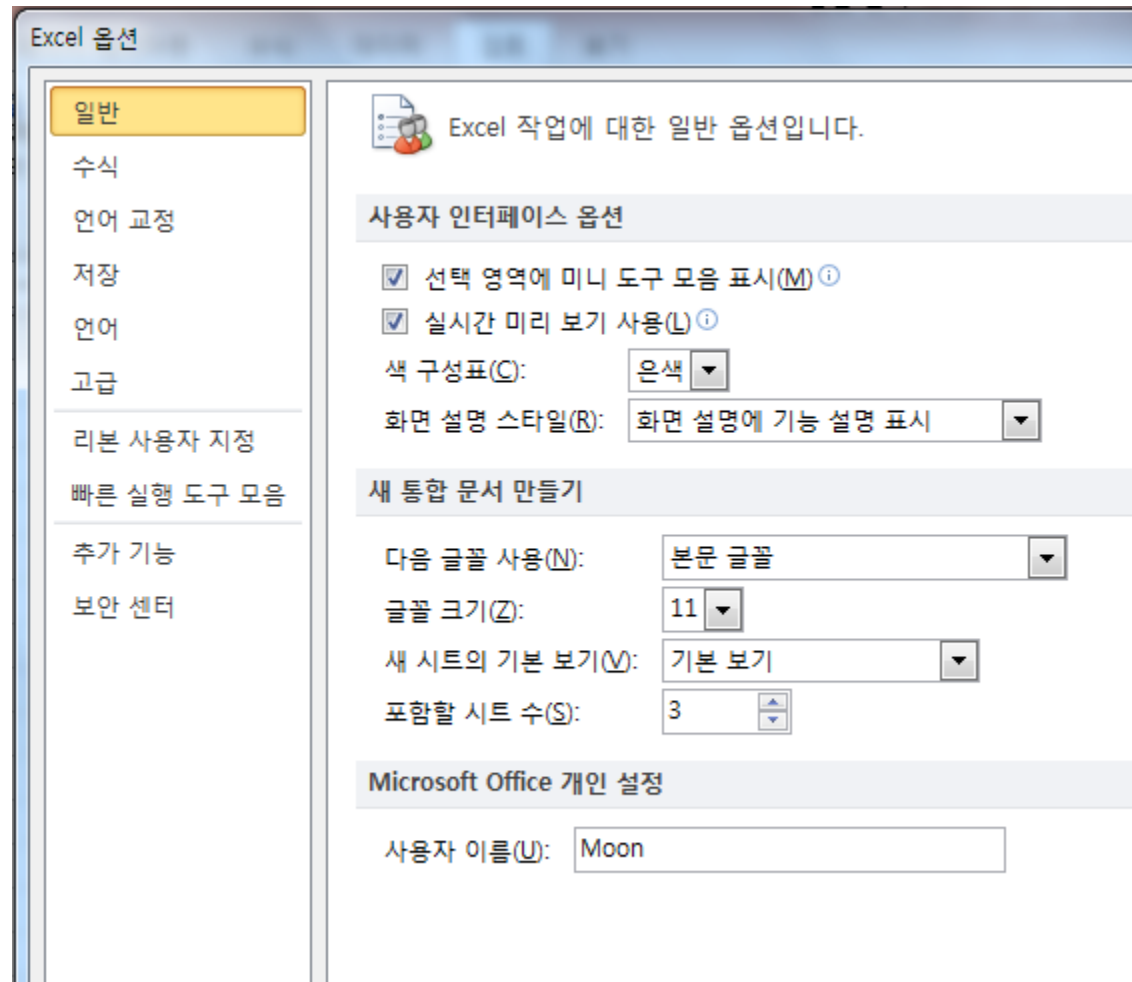 Excel 옵션
일반
수식
언어 교정
저장
언어
고급
리본 사용자 지정
빠른 실행 도구 모음
추가 기능
보안 센터
Excel 작업에 대한 일반 옵션입니다.
사용자 인터페이스 옵션
선택 영역에 미니 도구 모음 표시(M)
실시간 미리 보기 사용(L)
색 구성표(C): 은색
화면 설명 스타일(R): 화면 설명에 기능 설명 표시
새 통합 문서 만들기
다음 글꼴 사용(N): 본문 글꼴
글꼴 크기(Z): 11
새 시트의 기본 보기(V): 기본 보기
포함할 시트 수(S): 3
Microsoft Office 개인 설정
사용자 이름(U): Moon